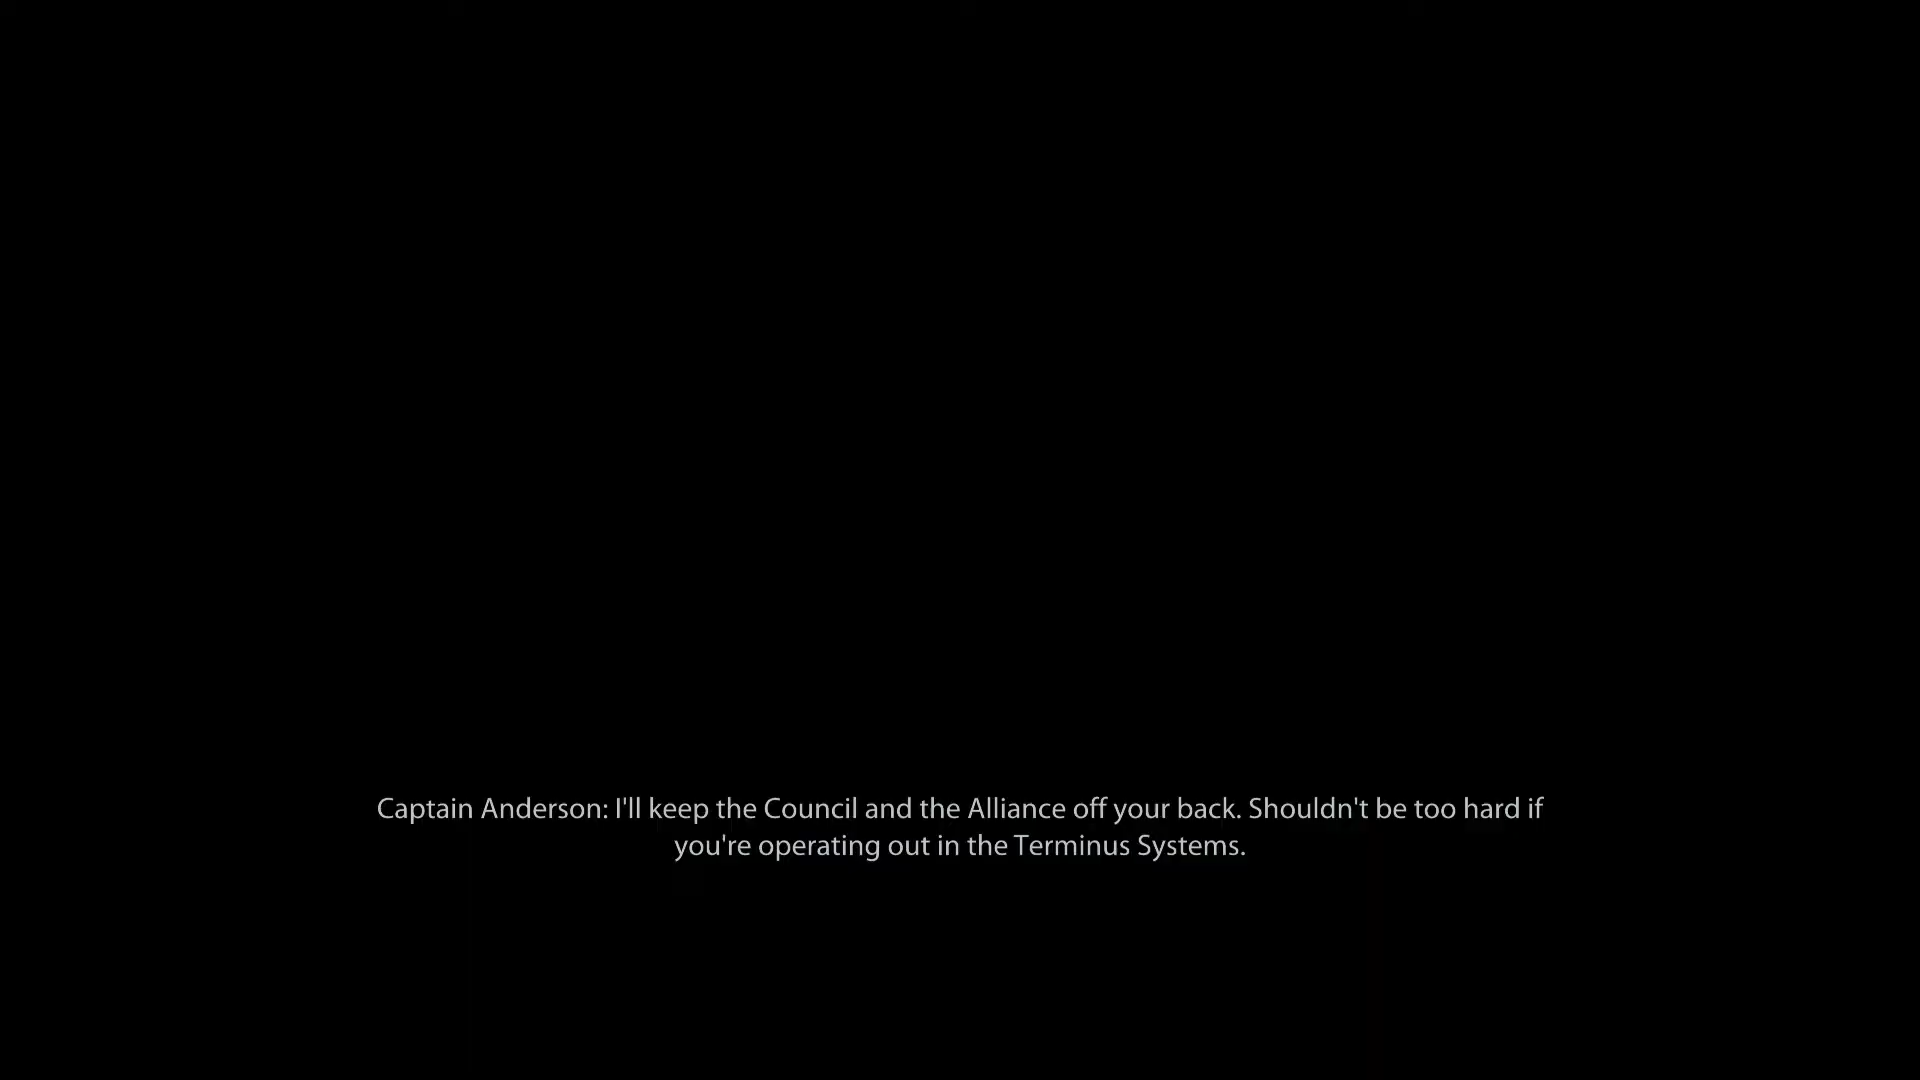 Captain Anderson: I'll keep the Council and the Alliance off your back. Shouldn't be too hard if
you're operating out in the Terminus Systems.